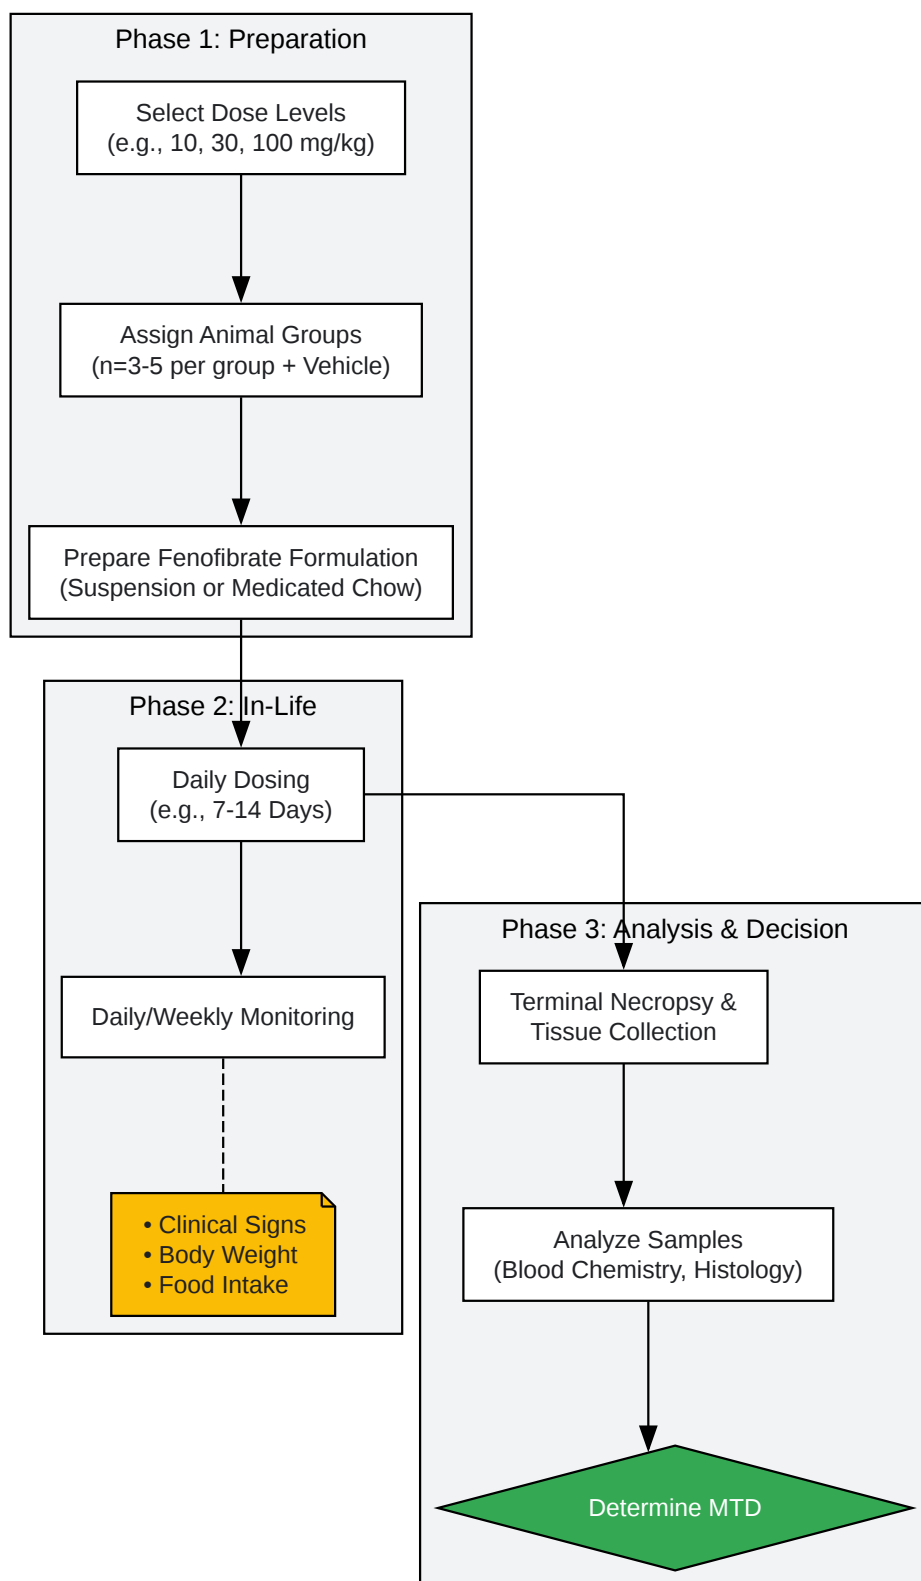 Phase 1: Preparation
Select Dose Levels
(e.g., 10, 30, 100 mg/kg)
Assign Animal Groups
(n=3-5 per group + Vehicle)
Prepare Fenofibrate Formulation
(Suspension or Medicated Chow)
Phase 2: In-Life
Daily Dosing
(e.g., 7-14 Days)
Daily/Weekly Monitoring
• Clinical Signs
• Body Weight
• Food Intake
Phase 3: Analysis & Decision
Terminal Necropsy &
Tissue Collection
Analyze Samples
(Blood Chemistry, Histology)
Determine MTD